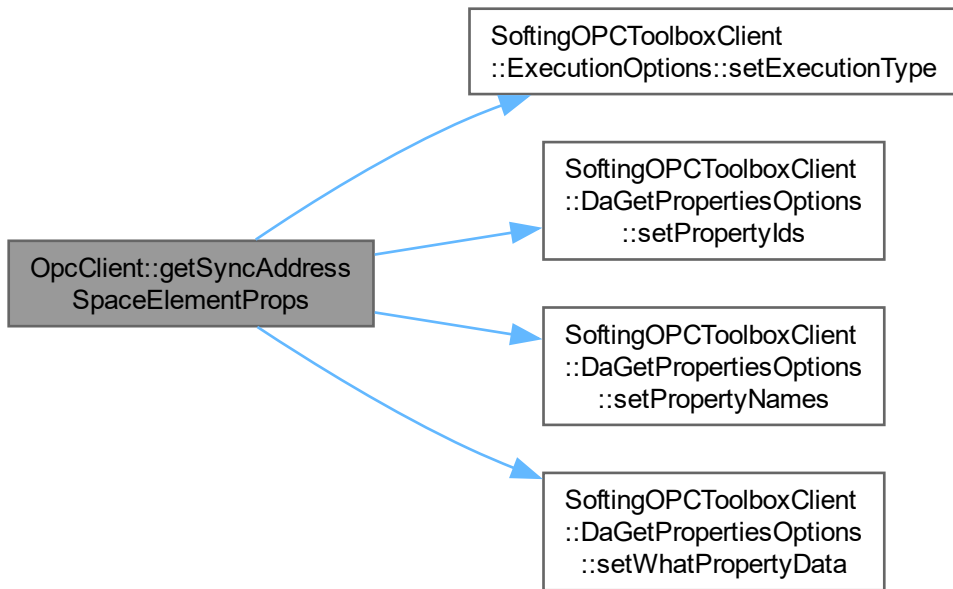 SoftingOPCToolboxClient
::ExecutionOptions::setExecutionType
SoftingOPCToolboxClient
::DaGetPropertiesOptions
::setPropertyIds
OpcClient::getSyncAddress
SpaceElementProps
SoftingOPCToolboxClient
::DaGetPropertiesOptions
::setPropertyNames
SoftingOPCToolboxClient
::DaGetPropertiesOptions
::setWhatPropertyData